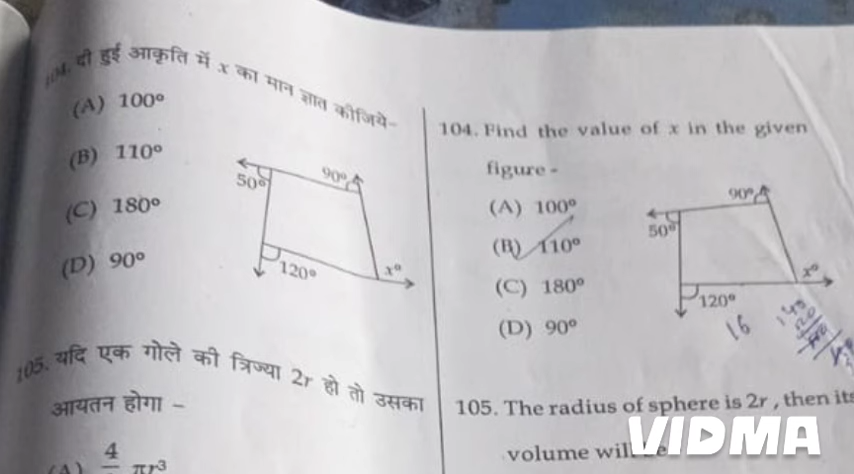 104. दी हुई आकृति में x का मान ज्ञात कीजिये-
(A) 100°
(B) 110°
(C) 180°
(D) 90°
90°
50°
120°
x°
105. यदि एक गोले की त्रिज्या 2r हो तो उसका
आयतन होगा –
(A) 4 πr³
104. Find the value of x in the given
figure -
(A) 100°
(B) 110°
(C) 180°
(D) 90°
90°
50°
120°
x°
16
105. The radius of sphere is 2r , then its
volume will be
VIDMA